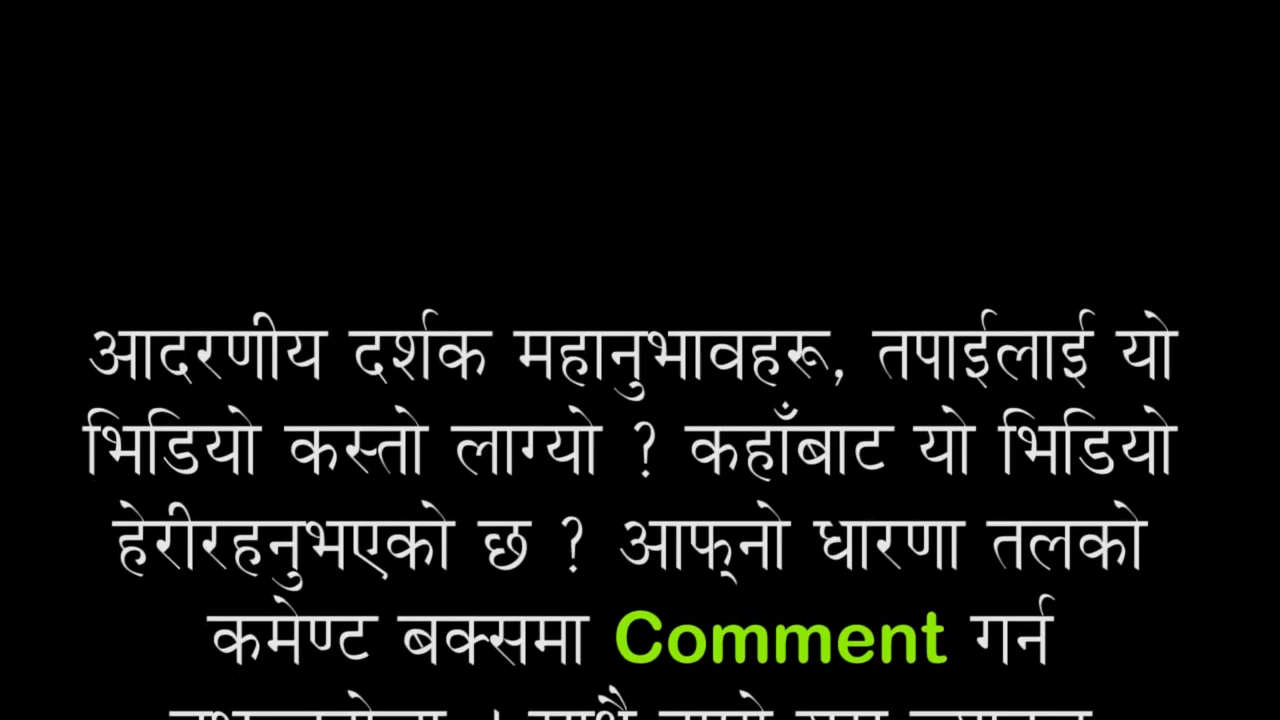 आदरणीय दर्शक महानुभावहरू, तपाईलाई यो
भिडियो कस्तो लाग्यो ? कहाँबाट यो भिडियो
हेरीरहनुभएको छ ? आफ्‍नो धारणा तलको
कमेण्ट बक्समा Comment गर्न